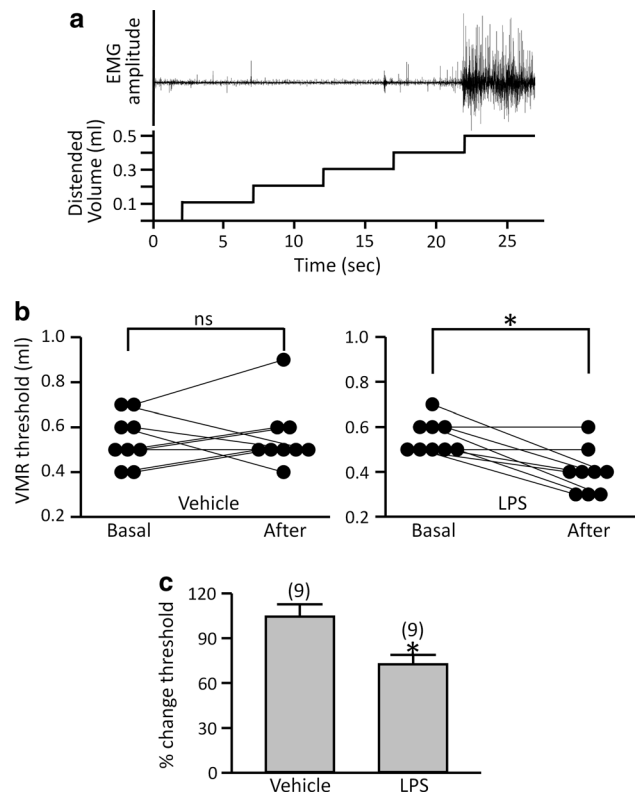 a
EMG
amplitude
Distended
Volume (ml)
0.5
0.3
0.1
0 5 10 15 20 25
Time (sec)
b
VMR threshold (ml)
1.0
0.8
0.6
0.4
0.2
ns
Vehicle
Basal After
1.0
0.8
0.6
0.4
0.2
*
LPS
Basal After
c
% change threshold
120
90
60
30
0
(9)
(9)
*
Vehicle LPS